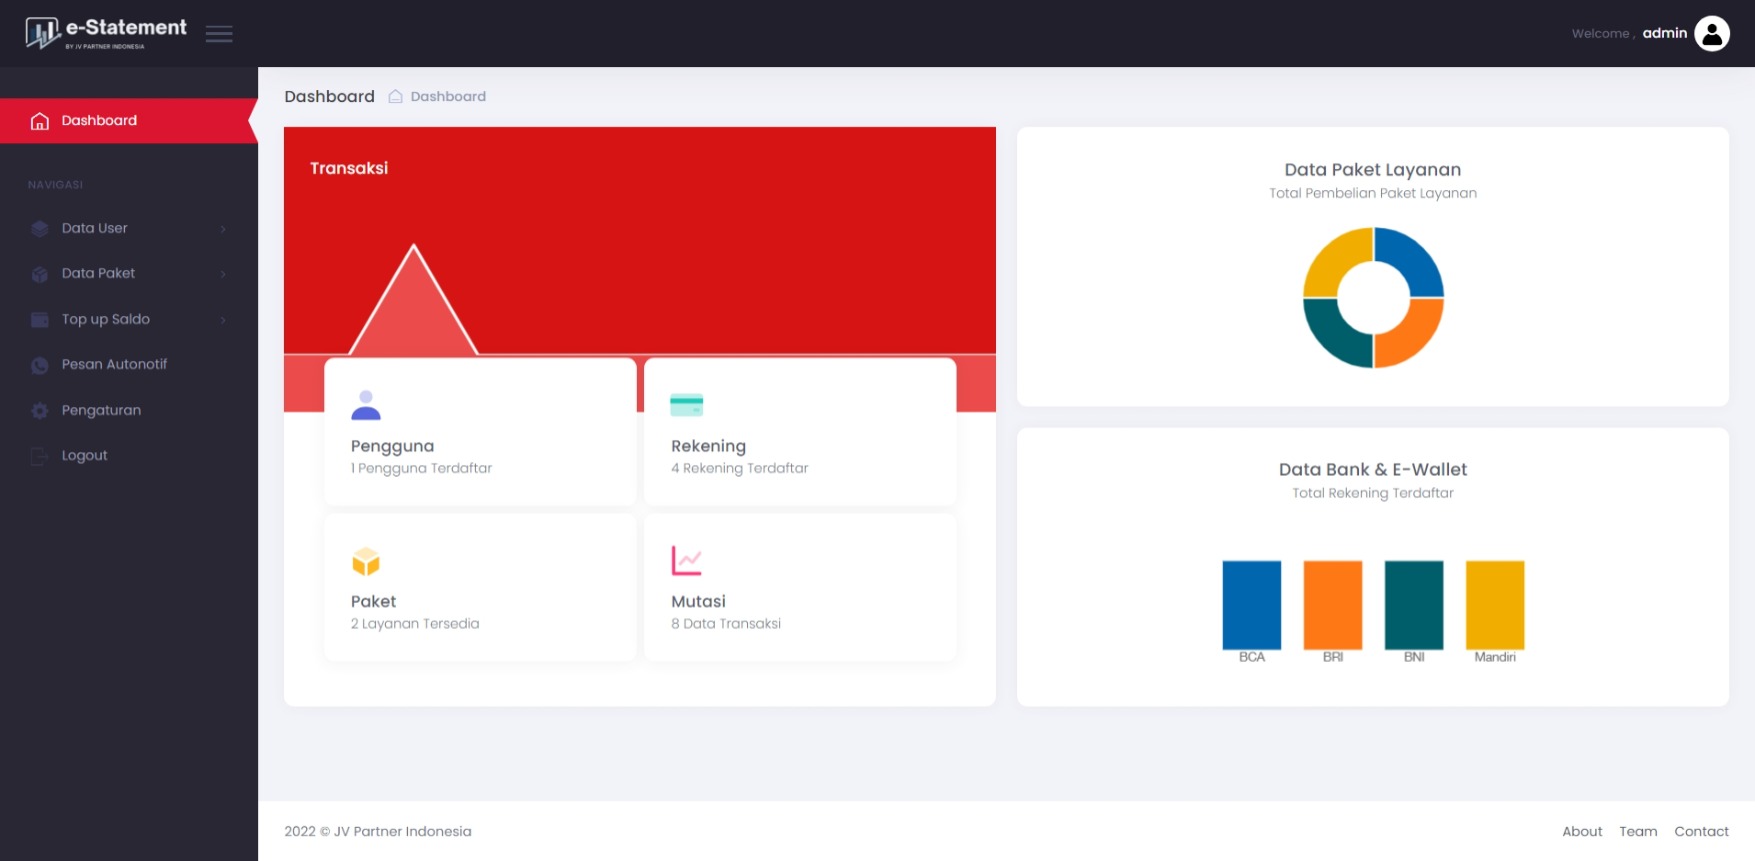 e-Statement
BY JV PARTNER INDONESIA
Welcome , admin
Dashboard
NAVIGASI
Data User
Data Paket
Top up Saldo
Pesan Autonotif
Pengaturan
Logout
Dashboard Dashboard
Transaksi
Pengguna
1 Pengguna Terdaftar
Rekening
4 Rekening Terdaftar
Paket
2 Layanan Tersedia
Mutasi
8 Data Transaksi
Data Paket Layanan
Total Pembelian Paket Layanan
Data Bank & E-Wallet
Total Rekening Terdaftar
BCA BRI BNI Mandiri
2022 © JV Partner Indonesia
About Team Contact